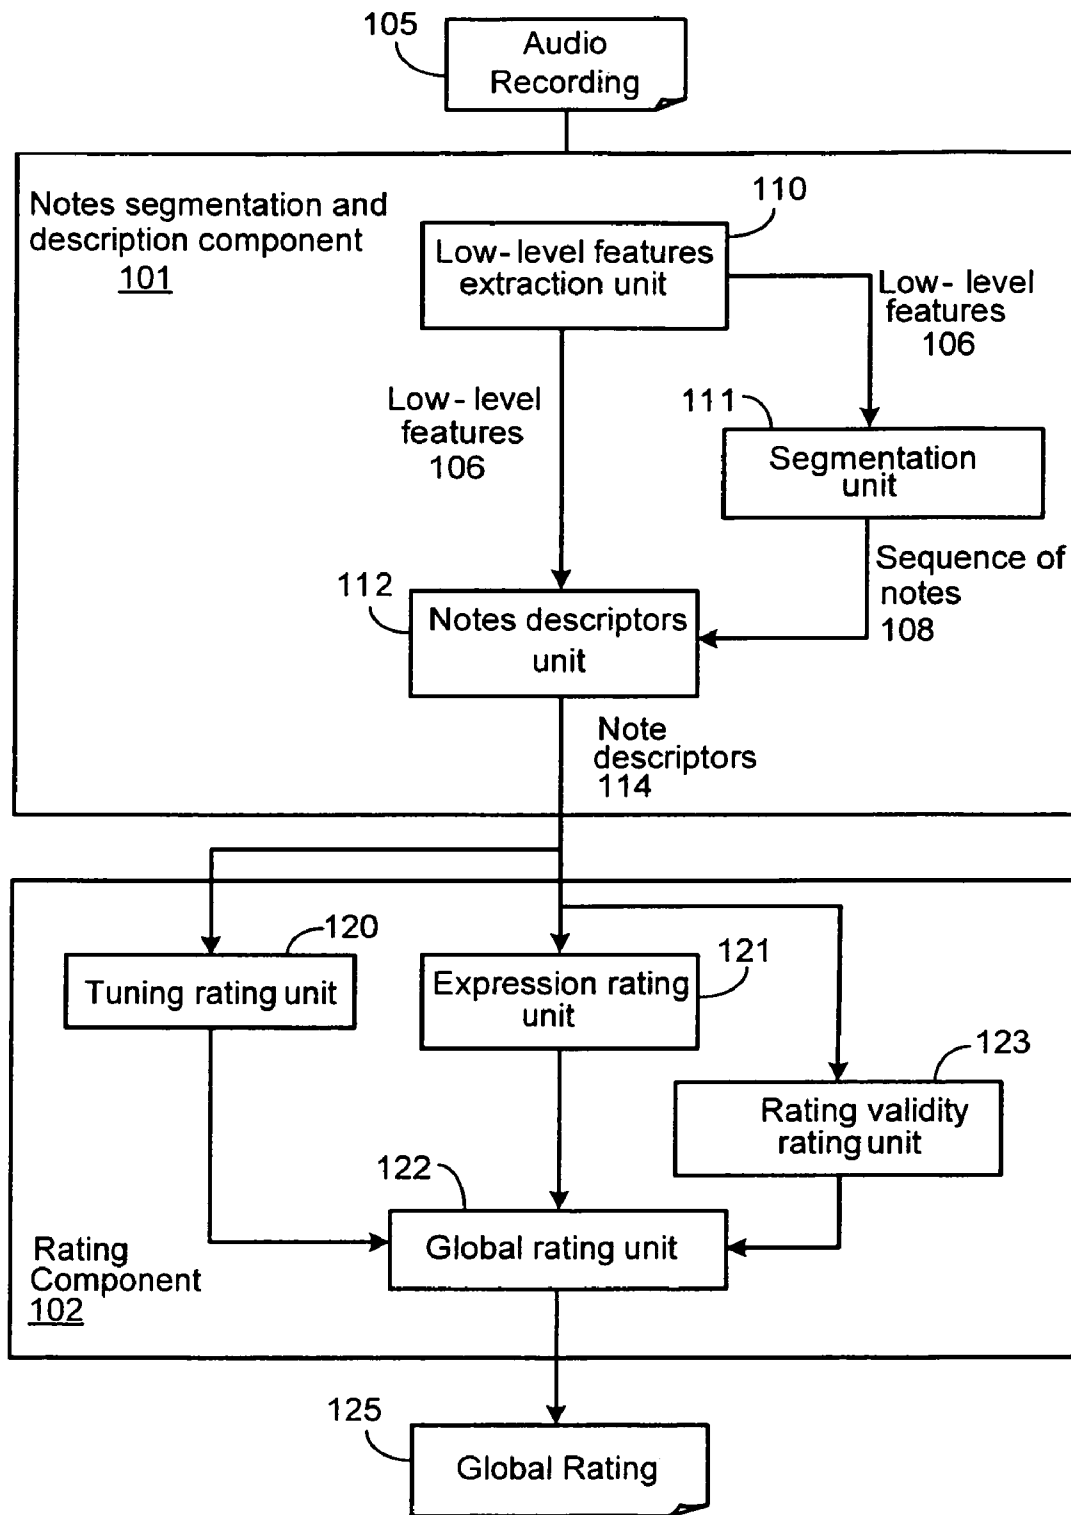 105
Audio
Recording
Notes segmentation and
description component
101
110
Low-level features
extraction unit
Low- level
features
106
Low- level
features
106
111
Segmentation
unit
Sequence of
notes
108
112
Notes descriptors
unit
Note
descriptors
114
120
Tuning rating unit
121
Expression rating
unit
123
Rating validity
rating unit
122
Global rating unit
Rating
Component
102
125
Global Rating